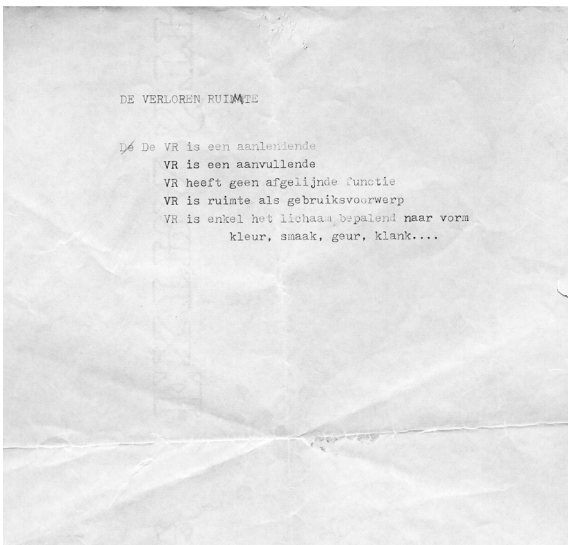 DE VERLOREN RUIMTE
De De VR is een aanleniende
VR is een aanvullende
VR heeft geen afgelijnde functie
VR is ruimte als gebruiksvoorwerp
VR is enkel het lichaam bepalend naar vorm
kleur, smaak, geur, klank....